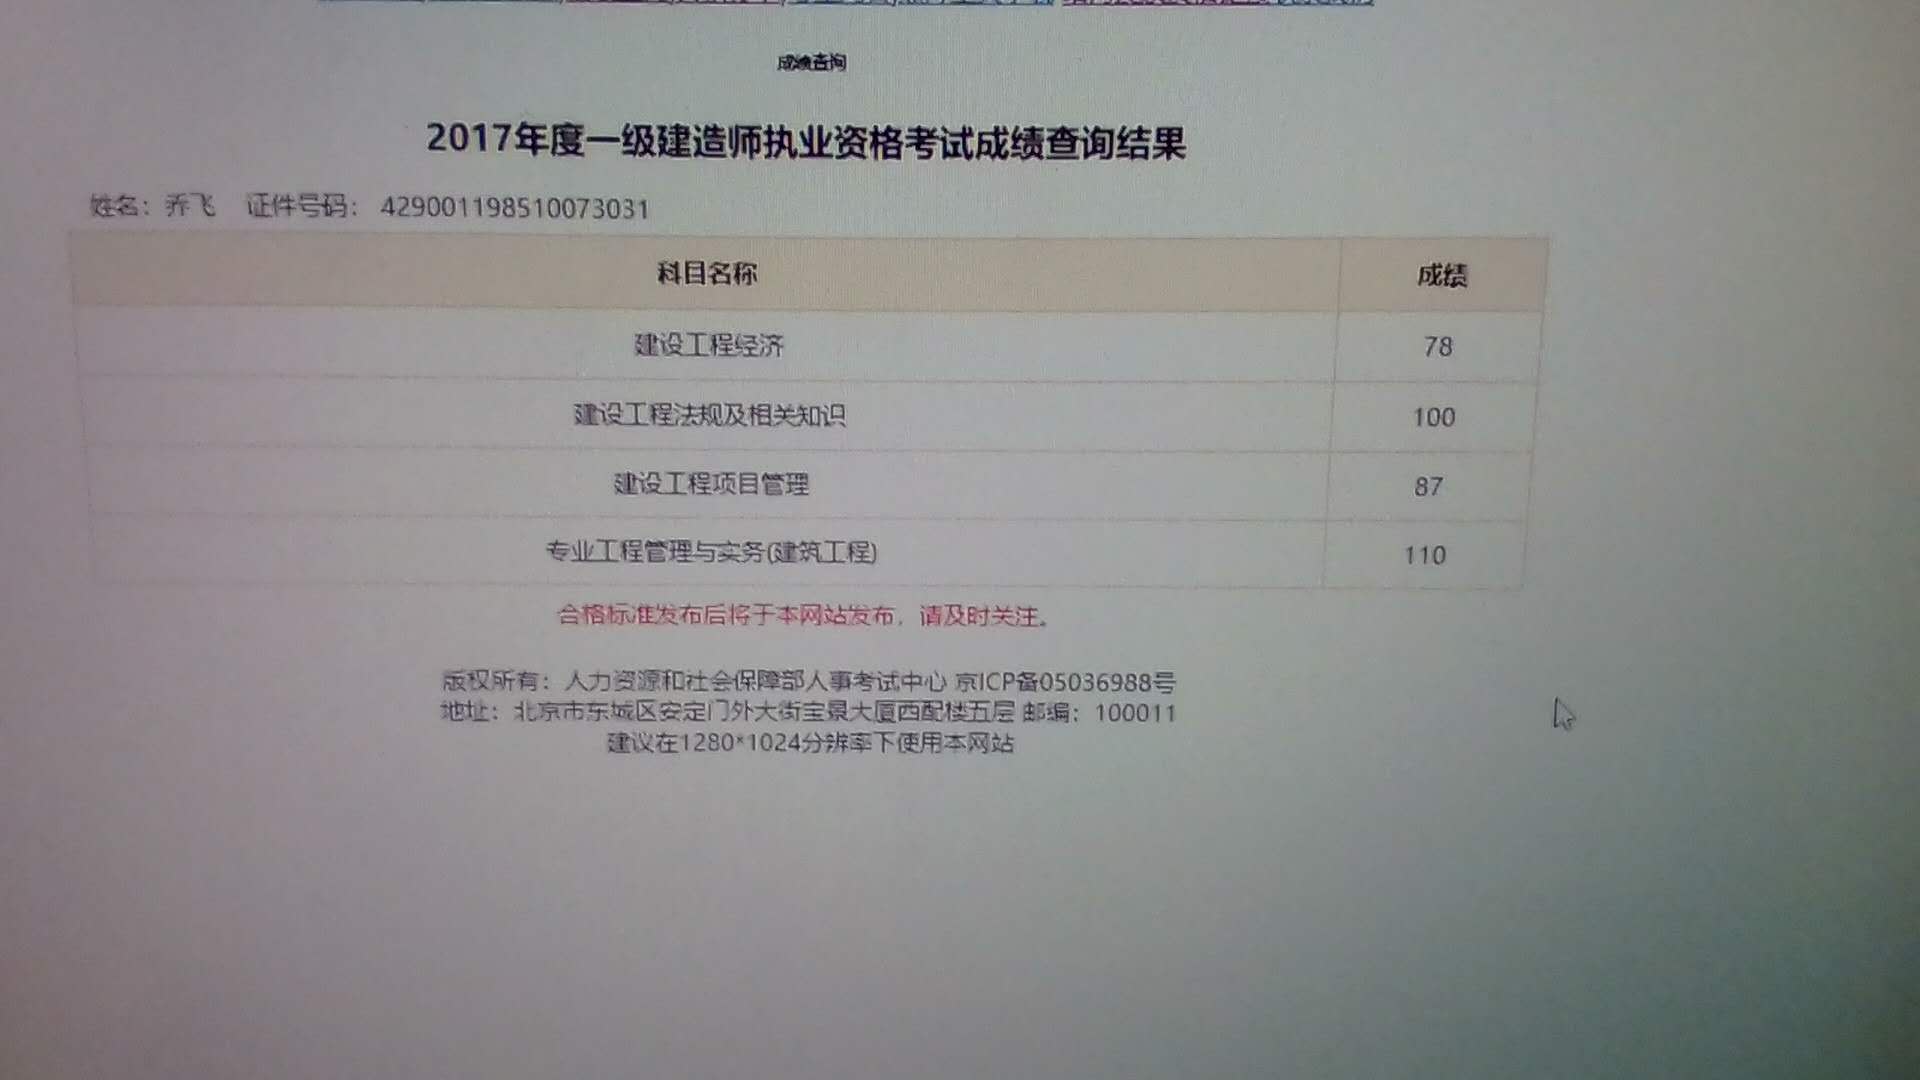 成绩查询
2017年度一级建造师执业资格考试成绩查询结果
姓名：乔飞 证件号码： 429001198510073031
科目名称 成绩
建设工程经济 78
建设工程法规及相关知识 100
建设工程项目管理 87
专业工程管理与实务(建筑工程) 110
合格标准发布后将于本网站发布，请及时关注。
版权所有：人力资源和社会保障部人事考试中心 京ICP备05036988号
地址：北京市东城区安定门外大街宝景大厦西配楼五层 邮编：100011
建议在1280*1024分辨率下使用本网站